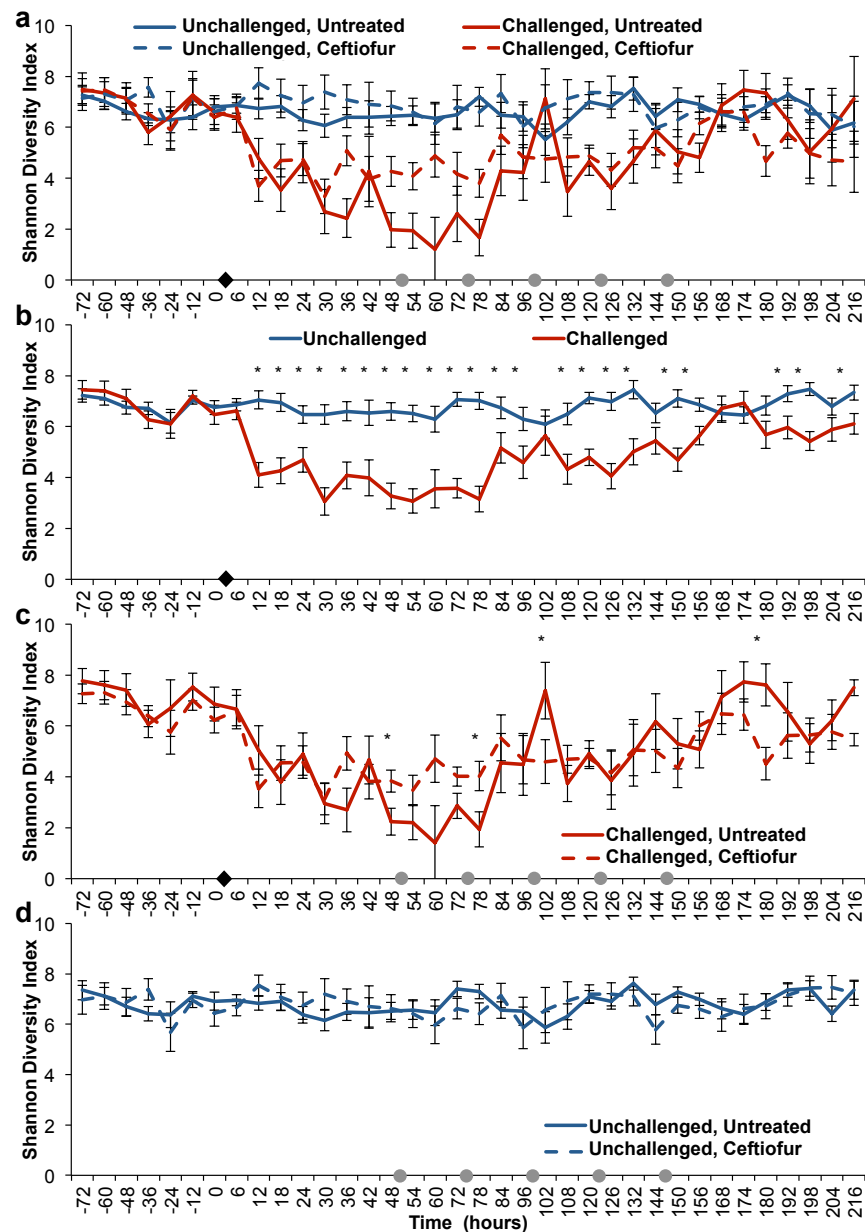 a
Unchallenged, Untreated Challenged, Untreated
Unchallenged, Ceftiofur Challenged, Ceftiofur
Shannon Diversity Index
10
8
6
4
2
0
-72 -60 -48 -36 -24 -12 0 6 12 18 24 30 36 42 48 54 60 72 78 84 96 102 108 120 126 132 144 150 156 168 174 180 192 198 204 216
b
Unchallenged Challenged
* * * * * * * * * * * * * * * * * * * * * *
Shannon Diversity Index
10
8
6
4
2
0
-72 -60 -48 -36 -24 -12 0 6 12 18 24 30 36 42 48 54 60 72 78 84 96 102 108 120 126 132 144 150 156 168 174 180 192 198 204 216
c
* * * *
Shannon Diversity Index
10
8
6
4
2
0
Challenged, Untreated
Challenged, Ceftiofur
-72 -60 -48 -36 -24 -12 0 6 12 18 24 30 36 42 48 54 60 72 78 84 96 102 108 120 126 132 144 150 156 168 174 180 192 198 204 216
d
Shannon Diversity Index
10
8
6
4
2
0
Unchallenged, Untreated
Unchallenged, Ceftiofur
-72 -60 -48 -36 -24 -12 0 6 12 18 24 30 36 42 48 54 60 72 78 84 96 102 108 120 126 132 144 150 156 168 174 180 192 198 204 216
Time (hours)